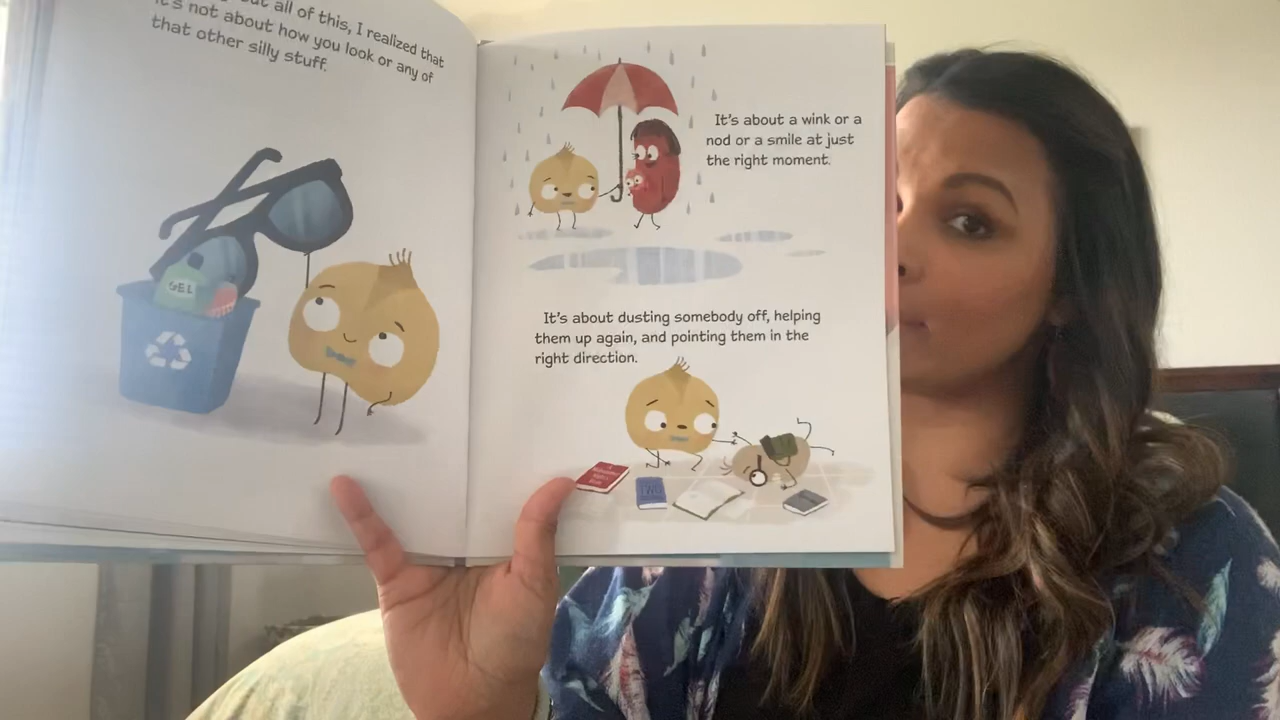 ut all of this, I realized that
it's not about how you look or any of
that other silly stuff.
GEL
It's about a wink or a
nod or a smile at just
the right moment.
It's about dusting somebody off, helping
them up again, and pointing them in the
right direction.